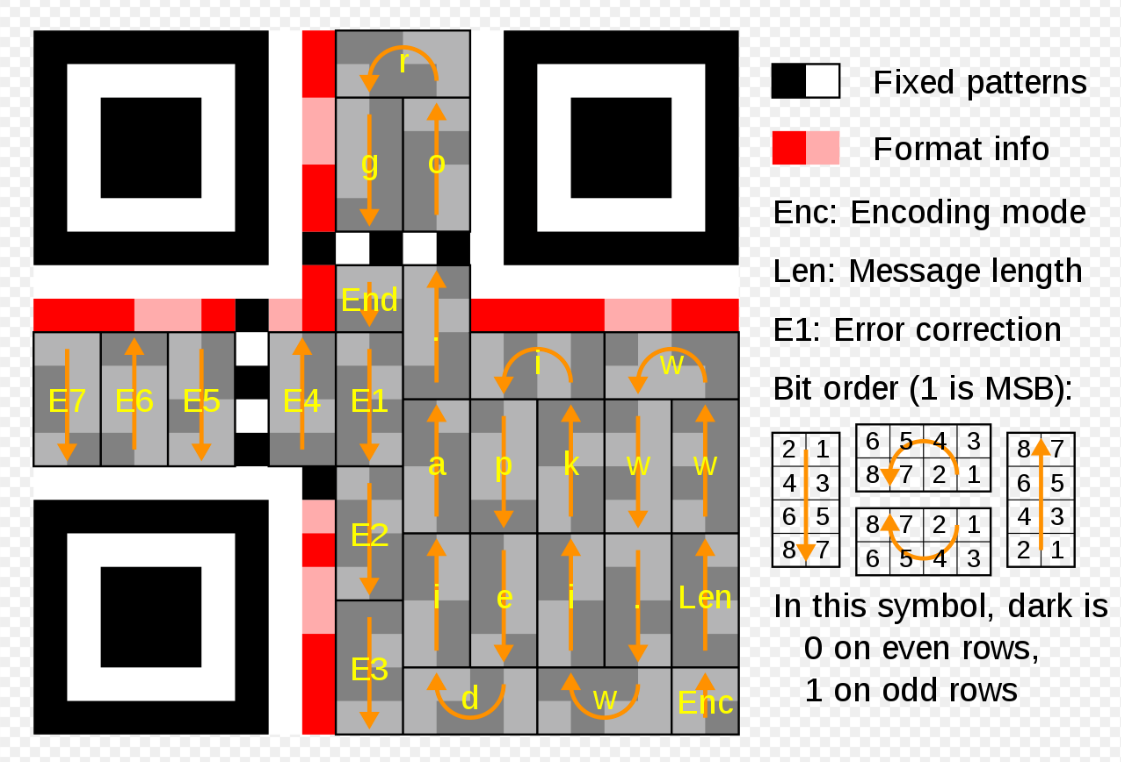 r
g o
End .
i w
E7 E6 E5 E4 E1
a p k w w
E2
i e i . Len
E3
d w Enc
Fixed patterns
Format info
Enc: Encoding mode
Len: Message length
E1: Error correction
Bit order (1 is MSB):
2 1
4 3
6 5
8 7
6 5 4 3
8 7 2 1
8 7 2 1
6 5 4 3
8 7
6 5
4 3
2 1
In this symbol, dark is
0 on even rows,
1 on odd rows